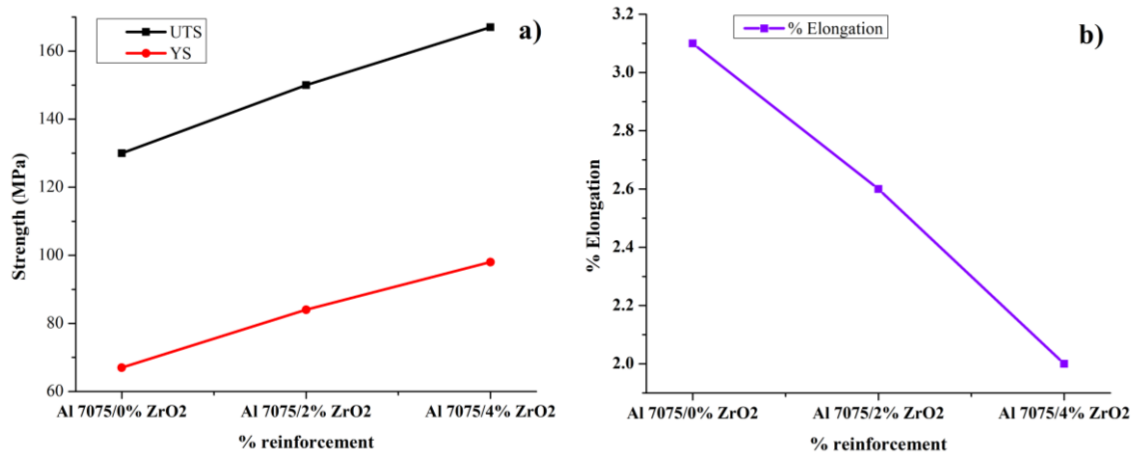 a)
UTS
YS
160
140
120
100
80
60
Strength (MPa)
Al 7075/0% ZrO2
Al 7075/2% ZrO2
Al 7075/4% ZrO2
% reinforcement
b)
% Elongation
3.2
3.0
2.8
2.6
2.4
2.2
2.0
% Elongation
Al 7075/0% ZrO2
Al 7075/2% ZrO2
Al 7075/4% ZrO2
% reinforcement